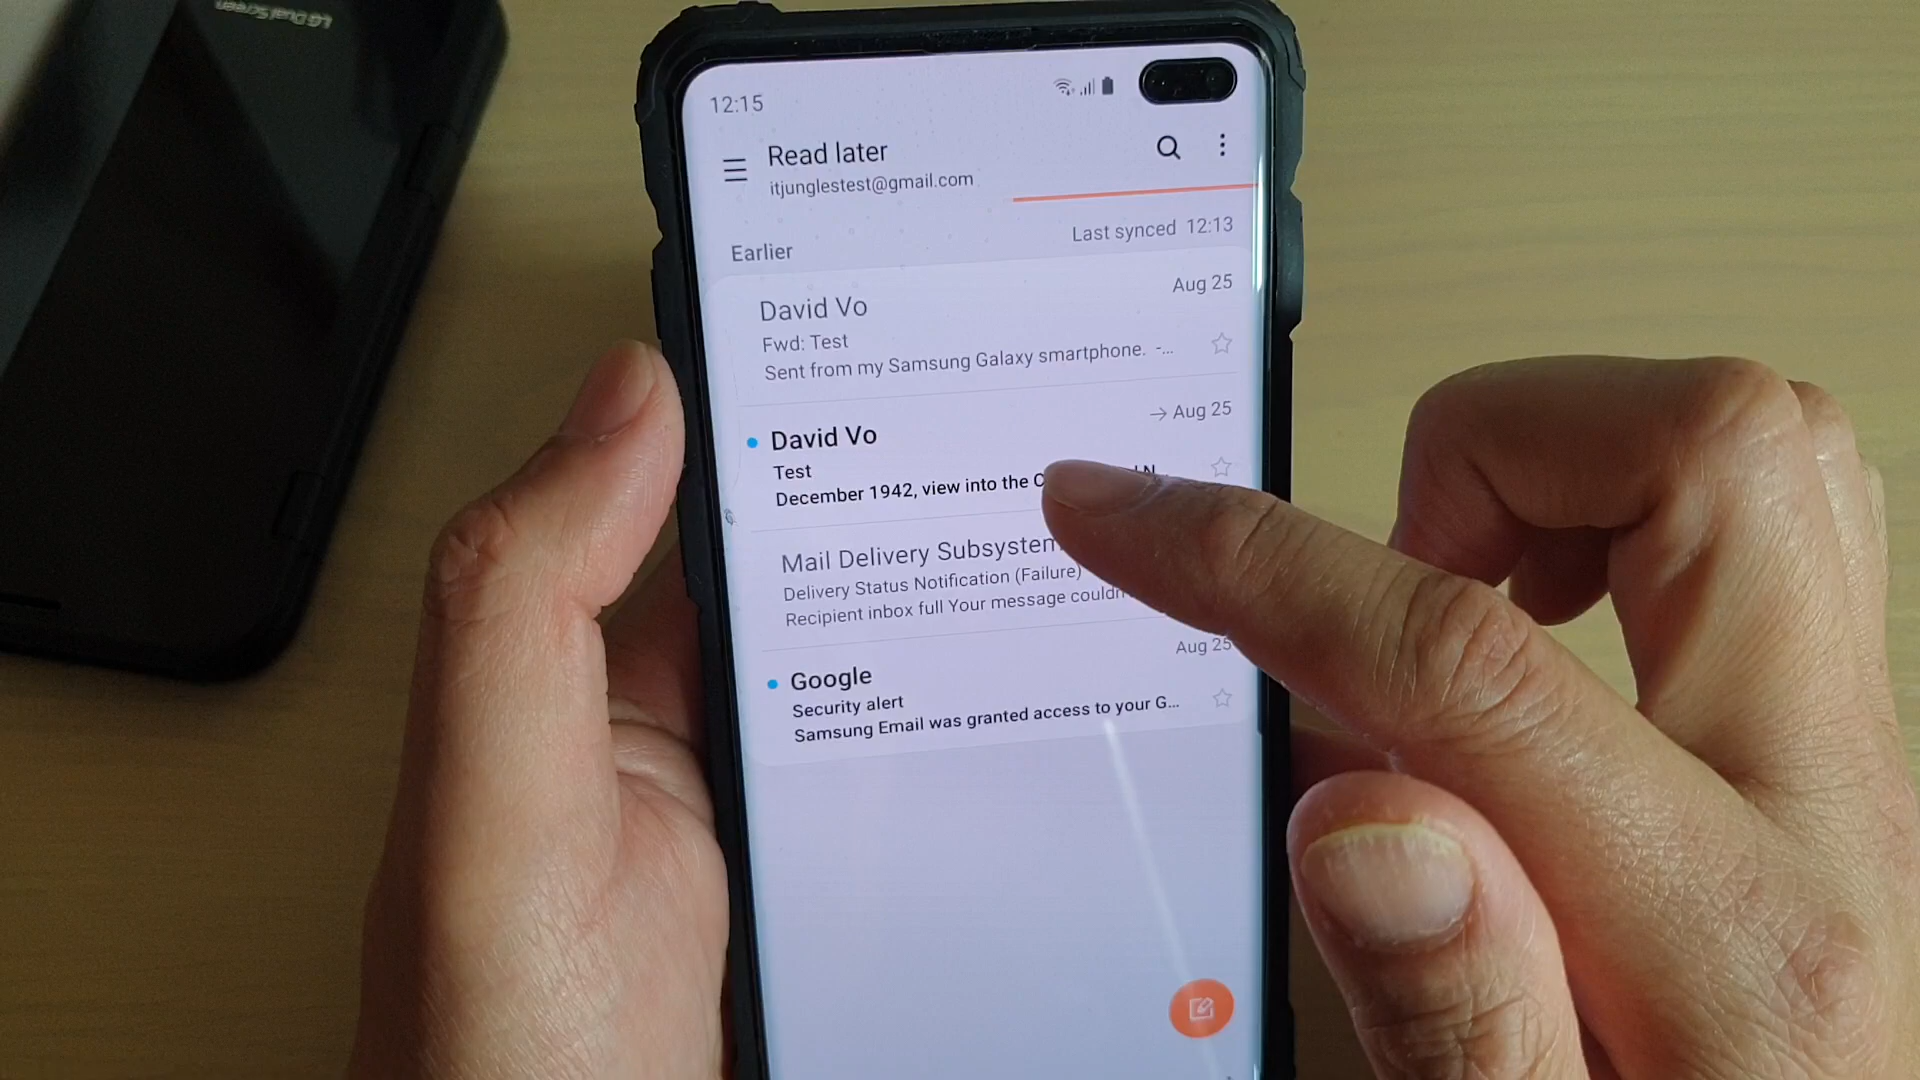 LG Dual Screen
12:15
Read later
itjunglestest@gmail.com
Last synced 12:13
Earlier
David Vo
Aug 25
Fwd: Test
Sent from my Samsung Galaxy smartphone. -...
David Vo
→ Aug 25
Test
December 1942, view into the
Mail Delivery Subsystem
Delivery Status Notification (Failure)
Recipient inbox full Your message
Google
Aug 25
Security alert
Samsung Email was granted access to your G...